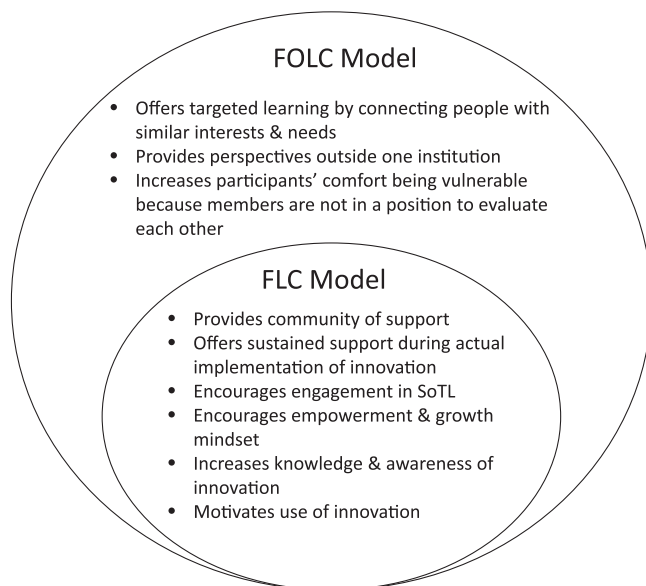 FOLC Model
• Offers targeted learning by connecting people with
similar interests & needs
• Provides perspectives outside one institution
• Increases participants’ comfort being vulnerable
because members are not in a position to evaluate
each other
FLC Model
• Provides community of support
• Offers sustained support during actual
implementation of innovation
• Encourages engagement in SoTL
• Encourages empowerment & growth
mindset
• Increases knowledge & awareness of
innovation
• Motivates use of innovation